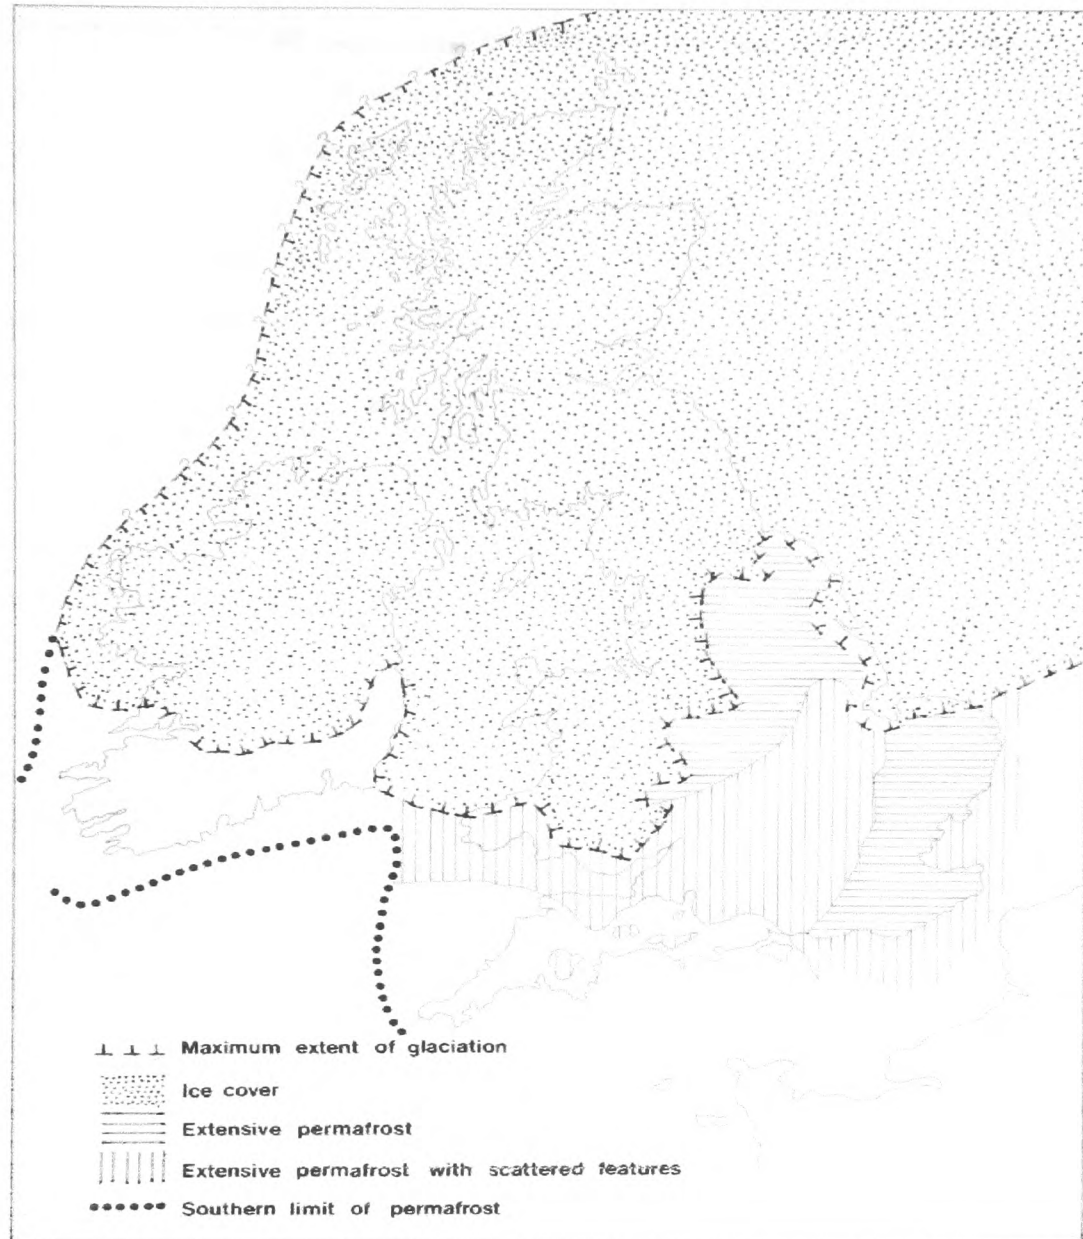 Maximum extent of glaciation
Ice cover
Extensive permafrost
Extensive permafrost with scattered features
Southern limit of permafrost